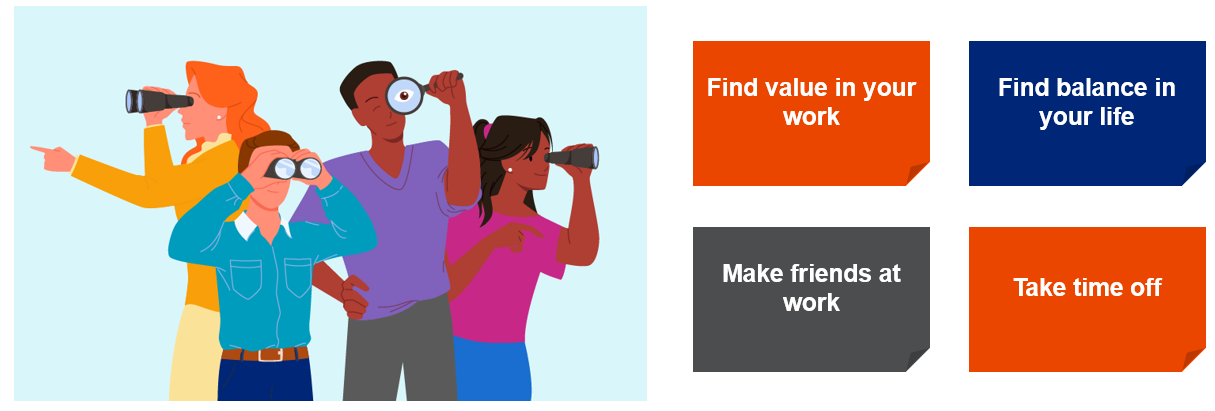 Find value in your
work
Find balance in
your life
Make friends at
work
Take time off